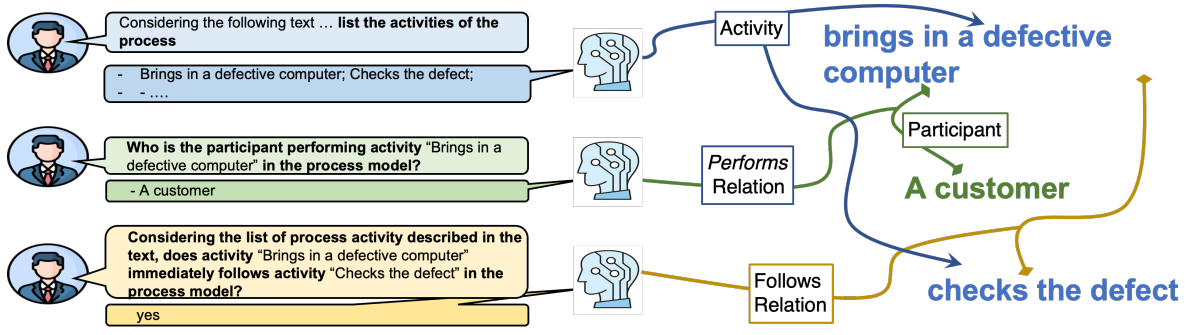 Considering the following text … list the activities of the
process
- Brings in a defective computer; Checks the defect;
- - ….
Who is the participant performing activity “Brings in a
defective computer” in the process model?
- A customer
Considering the list of process activity described in the
text, does activity “Brings in a defective computer”
immediately follows activity “Checks the defect” in the
process model?
yes
Activity
brings in a defective
computer
Participant
Performs
Relation
A customer
Follows
Relation
checks the defect